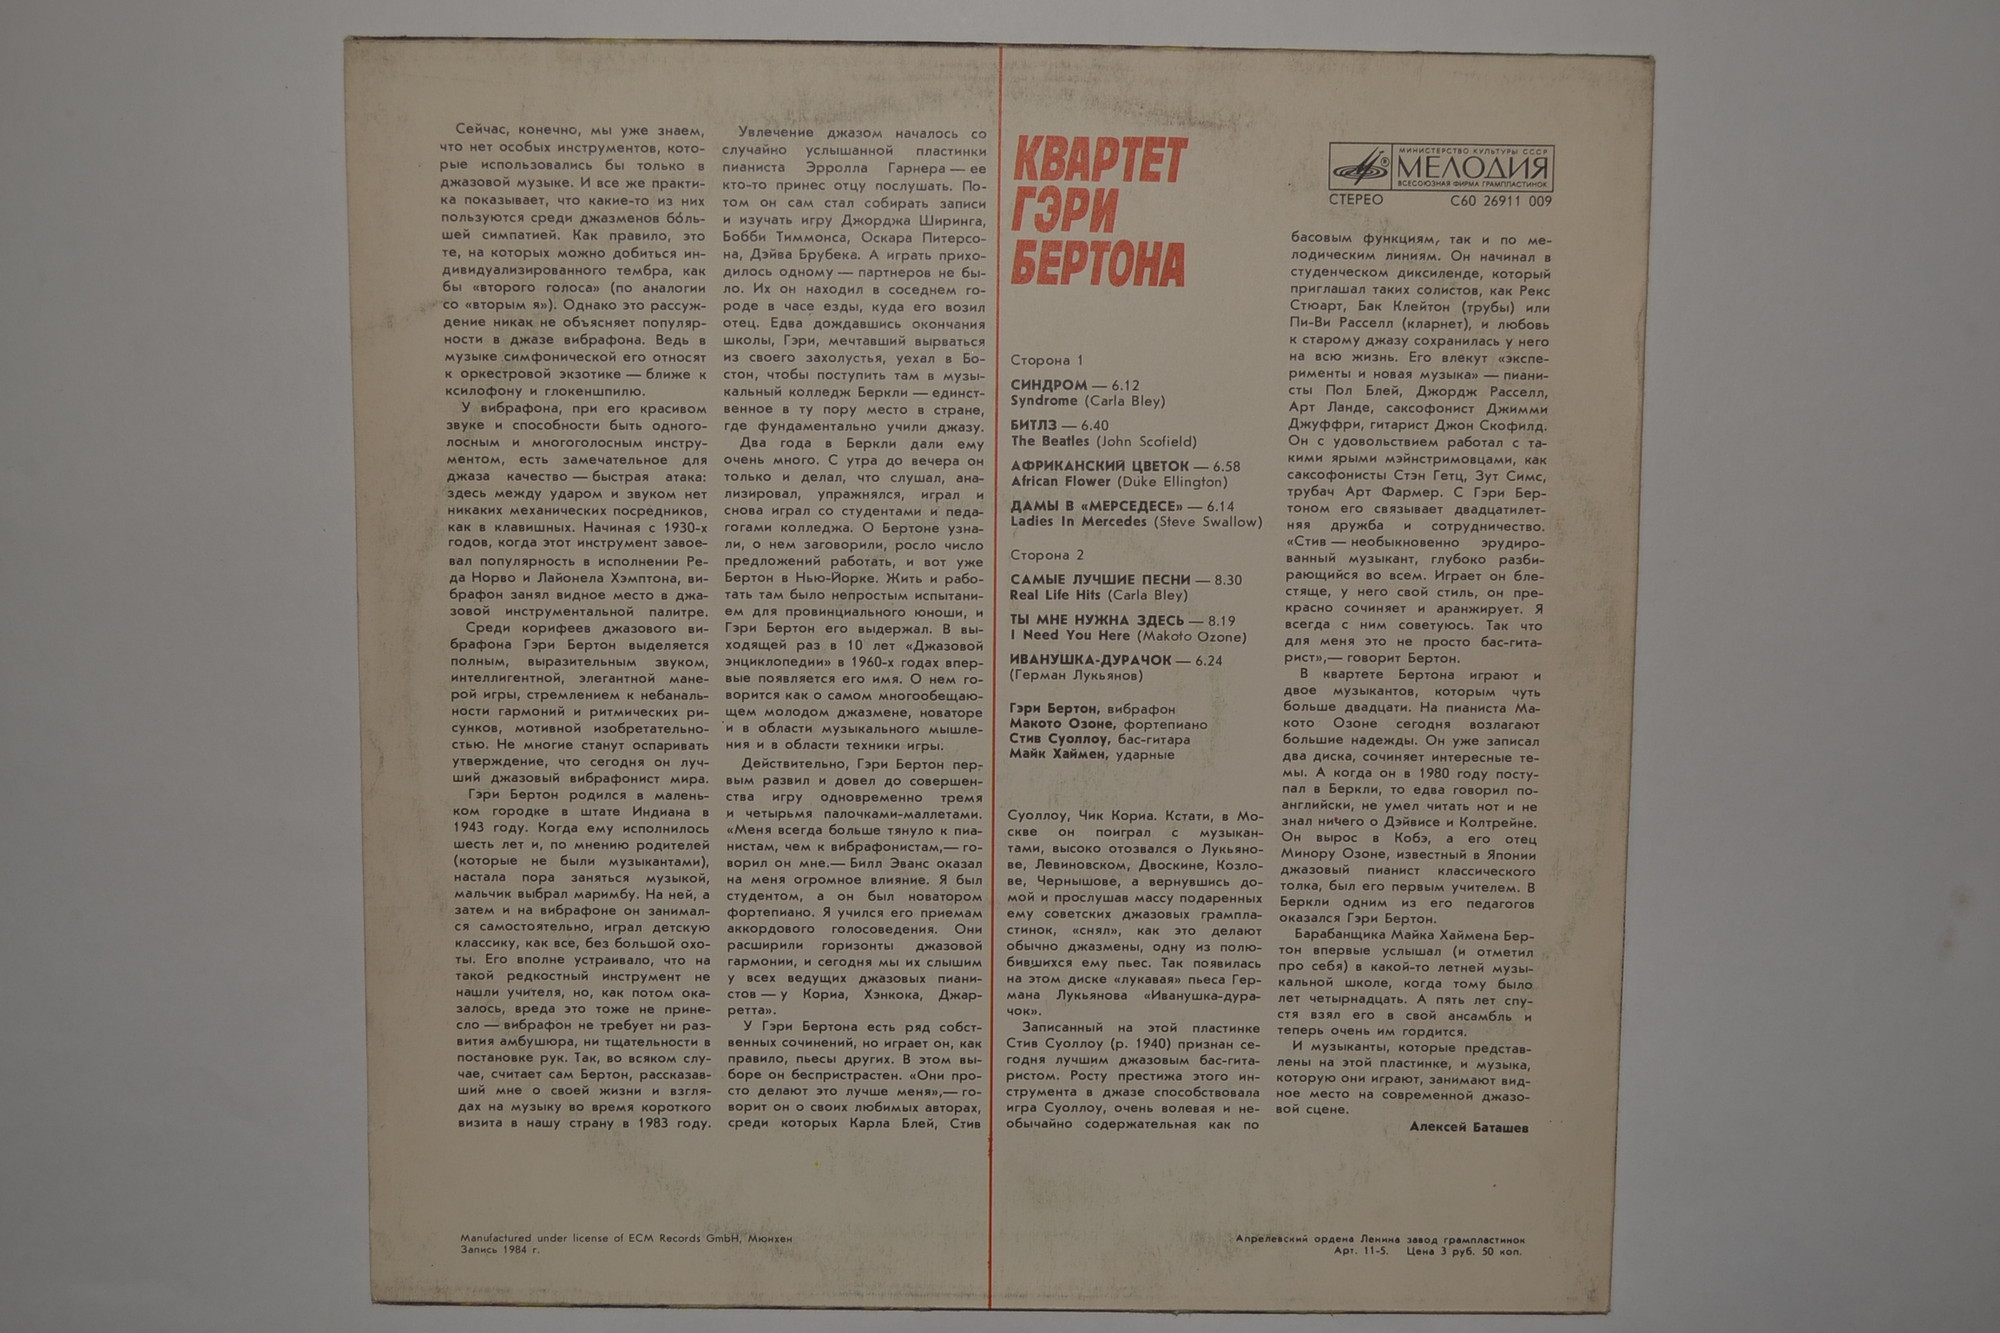 Сейчас, конечно, мы уже знаем,
что нет особых инструментов, кото-
рые использовались бы только в
джазовой музыке. И все же практи-
ка показывает, что какие-то из них
пользуются среди джазменов бо́ль-
шей симпатией. Как правило, это
те, на которых можно добиться ин-
дивидуализированного тембра, как
бы «второго голоса» (по аналогии
со «вторым я»). Однако это рассуж-
дение никак не объясняет популяр-
ности в джазе вибрафона. Ведь в
музыке симфонической его относят
к оркестровой экзотике — ближе к
ксилофону и глокеншпилю.
У вибрафона, при его красивом
звуке и способности быть одного-
лосным и многоголосным инстру-
ментом, есть замечательное для
джаза качество — быстрая атака:
здесь между ударом и звуком нет
никаких механических посредников,
как в клавишных. Начиная с 1930-х
годов, когда этот инструмент завое-
вал популярность в исполнении Ре-
да Норво и Лайонела Хэмптона, ви-
брафон занял видное место в джа-
зовой инструментальной палитре.
Среди корифеев джазового ви-
брафона Гэри Бертон выделяется
полным, выразительным звуком,
интеллигентной, элегантной мане-
рой игры, стремлением к небаналь-
ности гармоний и ритмических ри-
сунков, мотивной изобретательно-
стью. Не многие станут оспаривать
утверждение, что сегодня он луч-
ший джазовый вибрафонист мира.
Гэри Бертон родился в малень-
ком городке в штате Индиана в
1943 году. Когда ему исполнилось
шесть лет и, по мнению родителей
(которые не были музыкантами),
настала пора заняться музыкой,
мальчик выбрал маримбу. На ней, а
затем и на вибрафоне он занимал-
ся самостоятельно, играл детскую
классику, как все, без большой охо-
ты. Его вполне устраивало, что на
такой редкостный инструмент не
нашли учителя, но, как потом ока-
залось, вреда это тоже не прине-
сло — вибрафон не требует ни раз-
вития амбушюра, ни тщательности в
постановке рук. Так, во всяком слу-
чае, считает сам Бертон, рассказав-
ший мне о своей жизни и взгля-
дах на музыку во время короткого
визита в нашу страну в 1983 году.
Увлечение джазом началось со
случайно услышанной пластинки
пианиста Эрролла Гарнера — ее
кто-то принес отцу послушать. По-
том он сам стал собирать записи
и изучать игру Джорджа Ширинга,
Бобби Тиммонса, Оскара Питерсо-
на, Дэйва Брубека. А играть прихо-
дилось одному — партнеров не бы-
ло. Их он находил в соседнем го-
роде в часе езды, куда его возил
отец. Едва дождавшись окончания
школы, Гэри, мечтавший вырваться
из своего захолустья, уехал в Бо-
стон, чтобы поступить там в музы-
кальный колледж Беркли — единст-
венное в ту пору место в стране,
где фундаментально учили джазу.
Два года в Беркли дали ему
очень много. С утра до вечера он
только и делал, что слушал, ана-
лизировал, упражнялся, играл и
снова играл со студентами и педа-
гогами колледжа. О Бертоне узна-
ли, о нем заговорили, росло число
предложений работать, и вот уже
Бертон в Нью-Йорке. Жить и рабо-
тать там было непростым испытани-
ем для провинциального юноши, и
Гэри Бертон его выдержал. В вы-
ходящей раз в 10 лет «Джазовой
энциклопедии» в 1960-х годах впер-
вые появляется его имя. О нем го-
ворится как о самом многообещаю-
щем молодом джазмене, новаторе
и в области музыкального мышле-
ния и в области техники игры.
Действительно, Гэри Бертон пер-
вым развил и довел до совершен-
ства игру одновременно тремя
и четырьмя палочками-маллетами.
«Меня всегда больше тянуло к пиа-
нистам, чем к вибрафонистам,— го-
ворил он мне.— Билл Эванс оказал
на меня огромное влияние. Я был
студентом, а он был новатором
фортепиано. Я учился его приемам
аккордового голосоведения. Они
расширили горизонты джазовой
гармонии, и сегодня мы их слышим
у всех ведущих джазовых пиани-
стов — у Кориа, Хэнкока, Джар-
ретта».
У Гэри Бертона есть ряд собст-
венных сочинений, но играет он, как
правило, пьесы других. В этом вы-
боре он беспристрастен. «Они про-
сто делают это лучше меня»,— го-
ворит он о своих любимых авторах,
среди которых Карла Блей, Стив
КВАРТЕТ
ГЭРИ
БЕРТОНА
Сторона 1
СИНДРОМ — 6.12
Syndrome (Carla Bley)
БИТЛЗ — 6.40
The Beatles (John Scofield)
АФРИКАНСКИЙ ЦВЕТОК — 6.58
African Flower (Duke Ellington)
ДАМЫ В «МЕРСЕДЕСЕ» — 6.14
Ladies In Mercedes (Steve Swallow)
Сторона 2
САМЫЕ ЛУЧШИЕ ПЕСНИ — 8.30
Real Life Hits (Carla Bley)
ТЫ МНЕ НУЖНА ЗДЕСЬ — 8.19
I Need You Here (Makoto Ozone)
ИВАНУШКА-ДУРАЧОК — 6.24
(Герман Лукьянов)
Гэри Бертон, вибрафон
Макото Озоне, фортепиано
Стив Суоллоу, бас-гитара
Майк Хаймен, ударные
Суоллоу, Чик Кориа. Кстати, в Мо-
скве он поиграл с музыкан-
тами, высоко отозвался о Лукьяно-
ве, Левиновском, Двоскине, Козло-
ве, Чернышове, а вернувшись до-
мой и прослушав массу подаренных
ему советских джазовых грампла-
стинок, «снял», как это делают
обычно джазмены, одну из полю-
бившихся ему пьес. Так появилась
на этом диске «лукавая» пьеса Гер-
мана Лукьянова «Иванушка-дура-
чок».
Записанный на этой пластинке
Стив Суоллоу (р. 1940) признан се-
годня лучшим джазовым бас-гита-
ристом. Росту престижа этого ин-
струмента в джазе способствовала
игра Суоллоу, очень волевая и не-
обычайно содержательная как по
МИНИСТЕРСТВО КУЛЬТУРЫ СССР
МЕЛОДИЯ
ВСЕСОЮЗНАЯ ФИРМА ГРАМПЛАСТИНОК
СТЕРЕО С60 26911 009
басовым функциям, так и по ме-
лодическим линиям. Он начинал в
студенческом диксиленде, который
приглашал таких солистов, как Рекс
Стюарт, Бак Клейтон (трубы) или
Пи-Ви Расселл (кларнет), и любовь
к старому джазу сохранилась у него
на всю жизнь. Его влекут «экспе-
рименты и новая музыка» — пиани-
сты Пол Блей, Джордж Расселл,
Арт Ланде, саксофонист Джимми
Джуффри, гитарист Джон Скофилд.
Он с удовольствием работал с та-
кими ярыми мэйнстримовцами, как
саксофонисты Стэн Гетц, Зут Симс,
трубач Арт Фармер. С Гэри Бер-
тоном его связывает двадцатилет-
няя дружба и сотрудничество.
«Стив — необыкновенно эрудиро-
ванный музыкант, глубоко разби-
рающийся во всем. Играет он бле-
стяще, у него свой стиль, он пре-
красно сочиняет и аранжирует. Я
всегда с ним советуюсь. Так что
для меня это не просто бас-гита-
рист»,— говорит Бертон.
В квартете Бертона играют и
двое музыкантов, которым чуть
больше двадцати. На пианиста Ма-
кото Озоне сегодня возлагают
большие надежды. Он уже записал
два диска, сочиняет интересные те-
мы. А когда он в 1980 году посту-
пал в Беркли, то едва говорил по-
английски, не умел читать нот и не
знал ничего о Дэйвисе и Колтрейне.
Он вырос в Кобэ, а его отец
Минору Озоне, известный в Японии
джазовый пианист классического
толка, был его первым учителем. В
Беркли одним из его педагогов
оказался Гэри Бертон.
Барабанщика Майка Хаймена Бер-
тон впервые услышал (и отметил
про себя) в какой-то летней музы-
кальной школе, когда тому было
лет четырнадцать. А пять лет спу-
стя взял его в свой ансамбль и
теперь очень им гордится.
И музыканты, которые представ-
лены на этой пластинке, и музыка,
которую они играют, занимают вид-
ное место на современной джазо-
вой сцене.
Алексей Баташев
Manufactured under license of ECM Records GmbH, Мюнхен
Запись 1984 г.
Апрелевский ордена Ленина завод грампластинок
Арт. 11-5. Цена 3 руб. 50 коп.